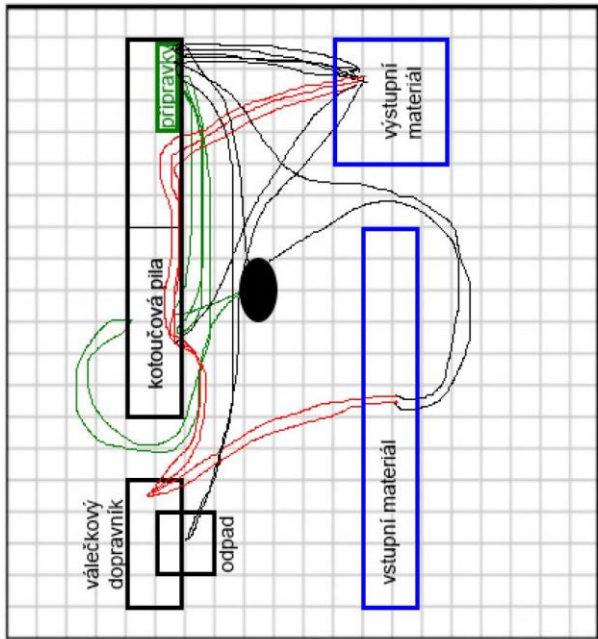 přípravky
výstupní
materiál
kotoučová pila
válečkový
dopravník
odpad
vstupní materiál